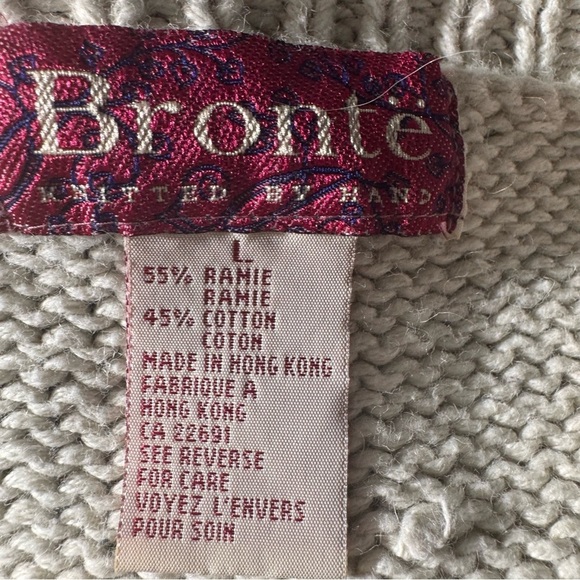 Brontë
KNITTED BY HAND
L
55% RAMIE
RAMIE
45% COTTON
COTON
MADE IN HONG KONG
FABRIQUE A
HONG KONG
CA 22691
SEE REVERSE
FOR CARE
VOYEZ L'ENVERS
POUR SOIN